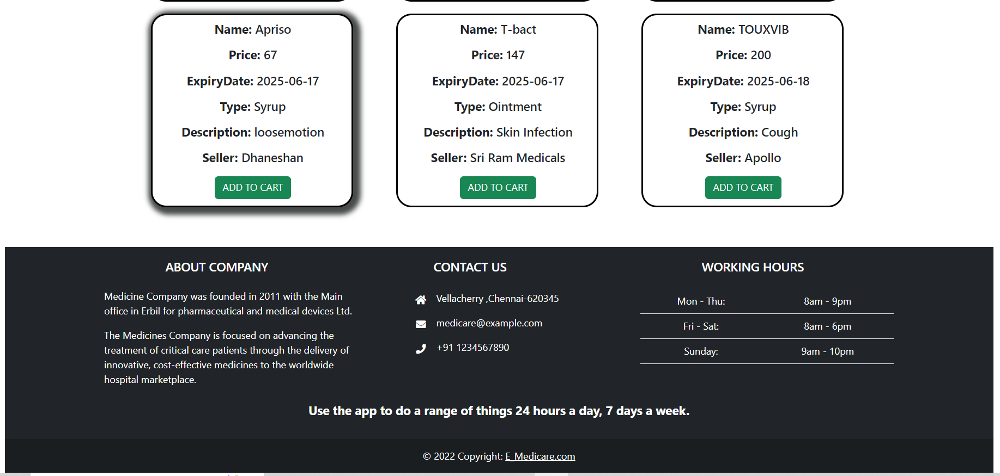 Name: Apriso
Price: 67
ExpiryDate: 2025-06-17
Type: Syrup
Description: loosemotion
Seller: Dhaneshan
ADD TO CART
Name: T-bact
Price: 147
ExpiryDate: 2025-06-17
Type: Ointment
Description: Skin Infection
Seller: Sri Ram Medicals
ADD TO CART
Name: TOUXVIB
Price: 200
ExpiryDate: 2025-06-18
Type: Syrup
Description: Cough
Seller: Apollo
ADD TO CART
ABOUT COMPANY
Medicine Company was founded in 2011 with the Main
office in Erbil for pharmaceutical and medical devices Ltd.
The Medicines Company is focused on advancing the
treatment of critical care patients through the delivery of
innovative, cost-effective medicines to the worldwide
hospital marketplace.
CONTACT US
Vellacherry ,Chennai-620345
medicare@example.com
+91 1234567890
WORKING HOURS
Mon - Thu: 8am - 9pm
Fri - Sat: 8am - 6pm
Sunday: 9am - 10pm
Use the app to do a range of things 24 hours a day, 7 days a week.
© 2022 Copyright: E_Medicare.com